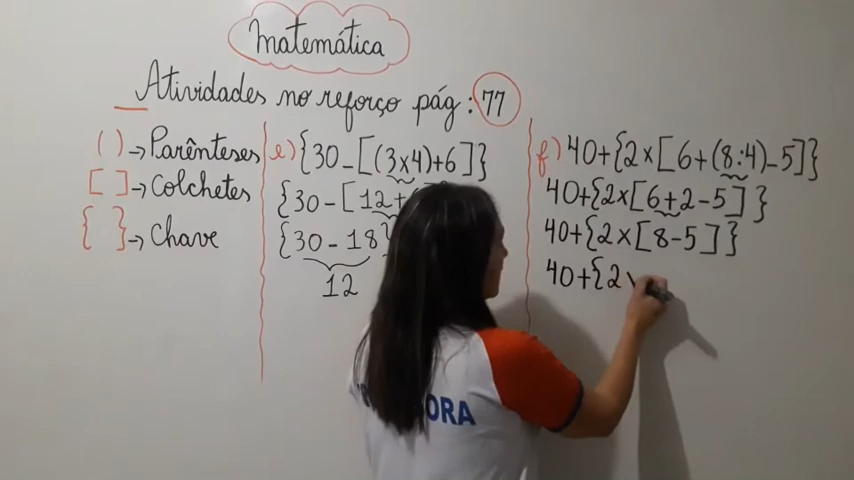 Matemática
Atividades no reforço pág: 77
( ) → Parênteses
[ ] → Colchetes
{ } → Chave
e) {30-[(3x4)+6]}
{30-[12+
{30-18
12
f) 40+{2x[6+(8:4)-5]}
40+{2x[6+2-5]}
40+{2x[8-5]}
40+{2
ORA